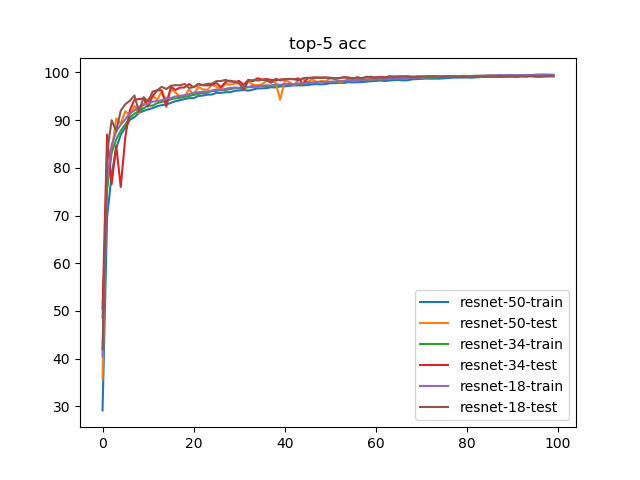 top-5 acc
100
90
80
70
60
50
40
30
0
20
40
60
80
100
resnet-50-train
resnet-50-test
resnet-34-train
resnet-34-test
resnet-18-train
resnet-18-test